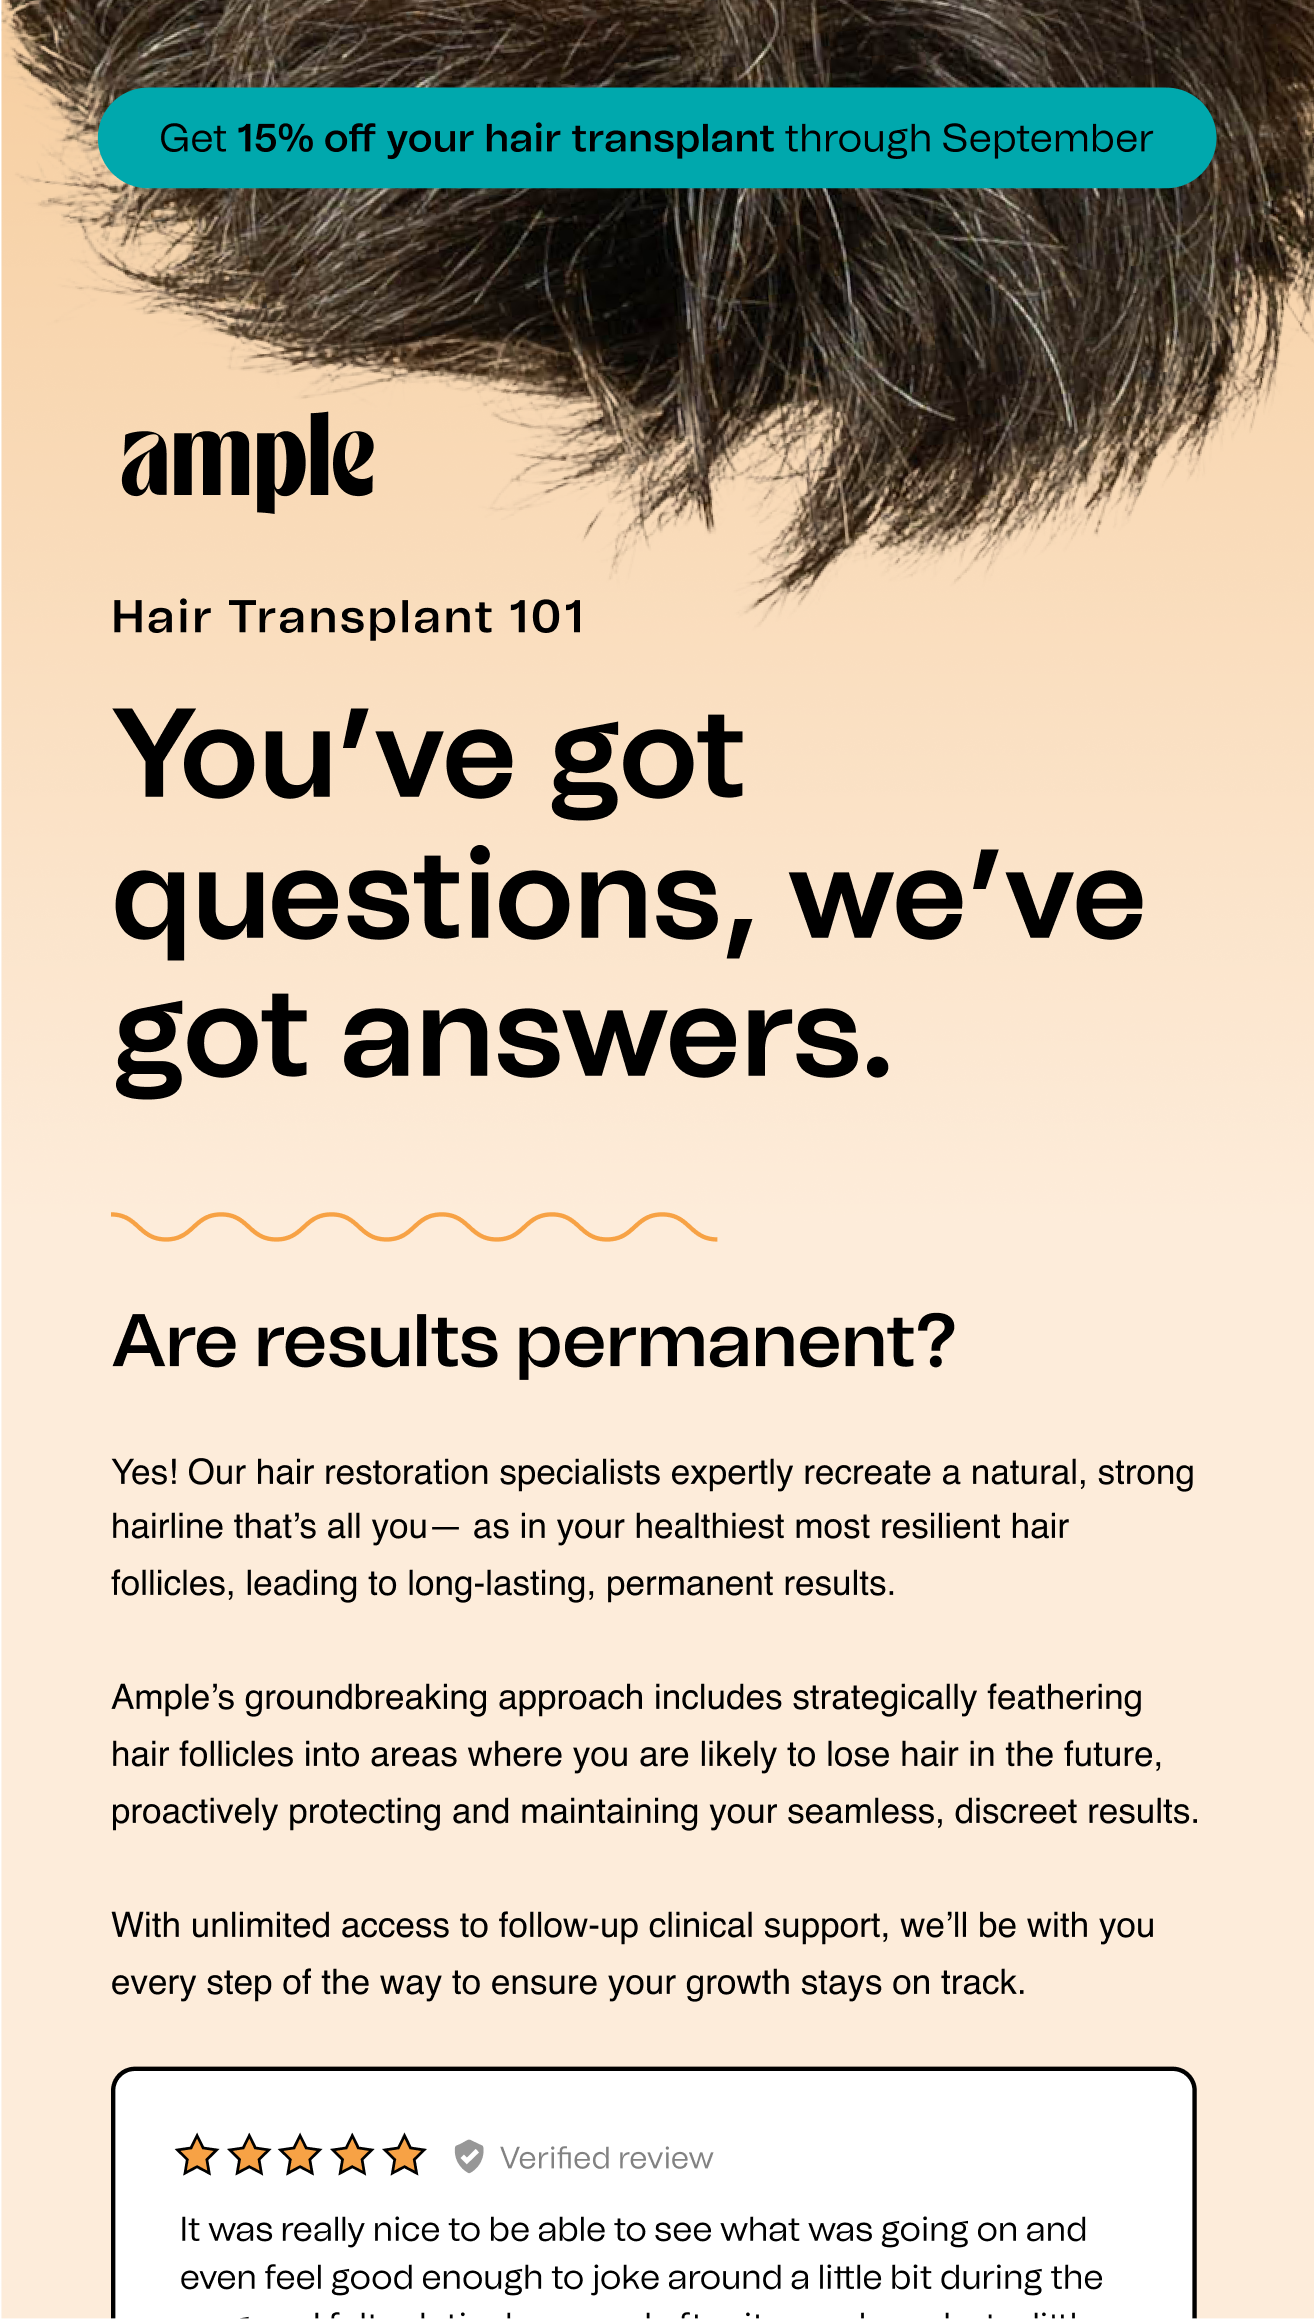 Get 15% off your hair transplant through September
ample
Hair Transplant 101
You’ve got
questions, we’ve
got answers.
Are results permanent?
Yes! Our hair restoration specialists expertly recreate a natural, strong
hairline that’s all you— as in your healthiest most resilient hair
follicles, leading to long-lasting, permanent results.
Ample’s groundbreaking approach includes strategically feathering
hair follicles into areas where you are likely to lose hair in the future,
proactively protecting and maintaining your seamless, discreet results.
With unlimited access to follow-up clinical support, we’ll be with you
every step of the way to ensure your growth stays on track.
Verified review
It was really nice to be able to see what was going on and
even feel good enough to joke around a little bit during the